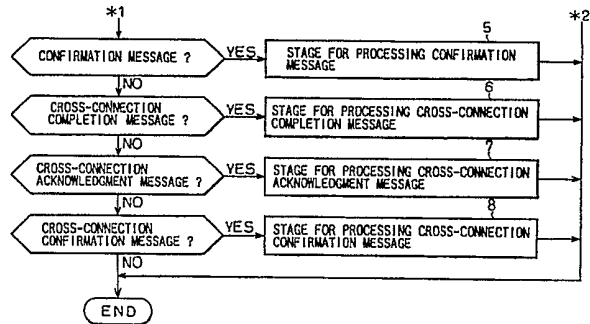 *1
*2
5
CONFIRMATION MESSAGE ?
YES
STAGE FOR PROCESSING CONFIRMATION
MESSAGE
NO
6
CROSS-CONNECTION
COMPLETION MESSAGE ?
YES
STAGE FOR PROCESSING CROSS-CONNECTION
COMPLETION MESSAGE
NO
7
CROSS-CONNECTION
ACKNOWLEDGMENT MESSAGE ?
YES
STAGE FOR PROCESSING CROSS-CONNECTION
ACKNOWLEDGMENT MESSAGE
NO
8
CROSS-CONNECTION
CONFIRMATION MESSAGE ?
YES
STAGE FOR PROCESSING CROSS-CONNECTION
CONFIRMATION MESSAGE
NO
END